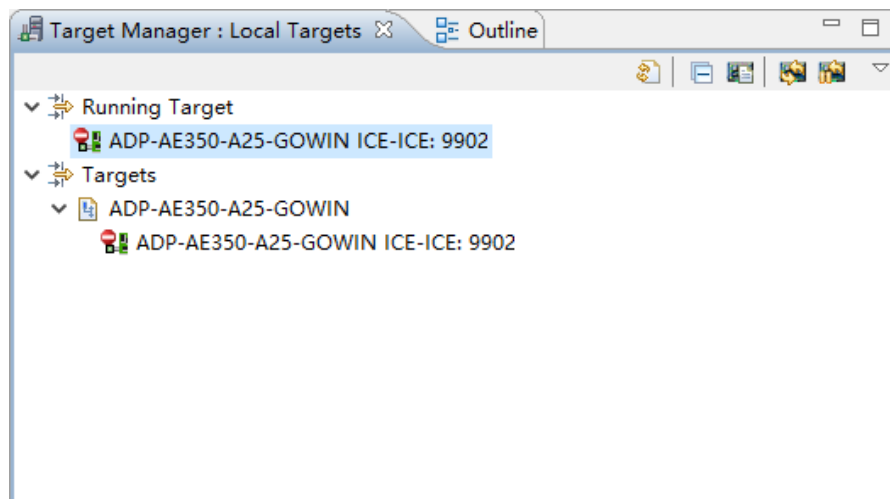 Target Manager : Local Targets Outline
Running Target
ADP-AE350-A25-GOWIN ICE-ICE: 9902
Targets
ADP-AE350-A25-GOWIN
ADP-AE350-A25-GOWIN ICE-ICE: 9902